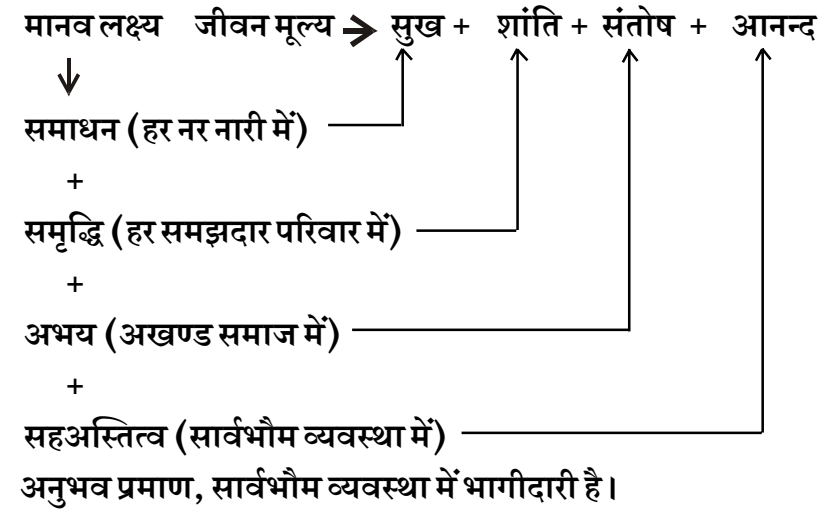 मानव लक्ष्य जीवन मूल्य → सुख + शांति + संतोष + आनन्द
समाधन (हर नर नारी में)
+
समृद्धि (हर समझदार परिवार में)
+
अभय (अखण्ड समाज में)
+
सहअस्तित्व (सार्वभौम व्यवस्था में)
अनुभव प्रमाण, सार्वभौम व्यवस्था में भागीदारी है।